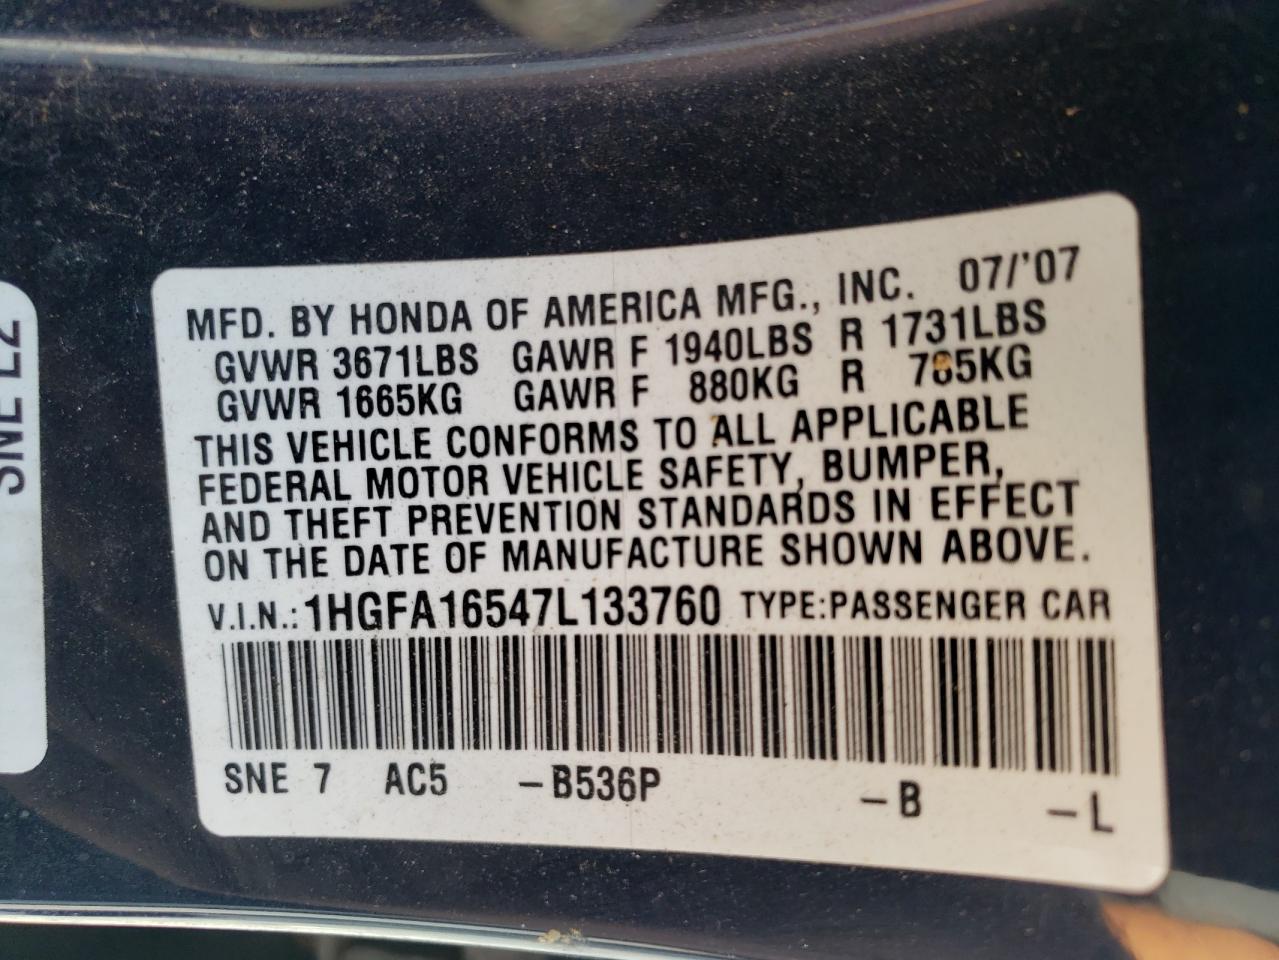 MFD. BY HONDA OF AMERICA MFG., INC. 07/'07
GVWR 3671LBS GAWR F 1940LBS R 1731LBS
GVWR 1665KG GAWR F 880KG R 785KG
THIS VEHICLE CONFORMS TO ALL APPLICABLE
FEDERAL MOTOR VEHICLE SAFETY, BUMPER,
AND THEFT PREVENTION STANDARDS IN EFFECT
ON THE DATE OF MANUFACTURE SHOWN ABOVE.
V.I.N.: 1HGFA16547L133760 TYPE:PASSENGER CAR
SNE 7 AC5 -B536P -B -L
SNE L2